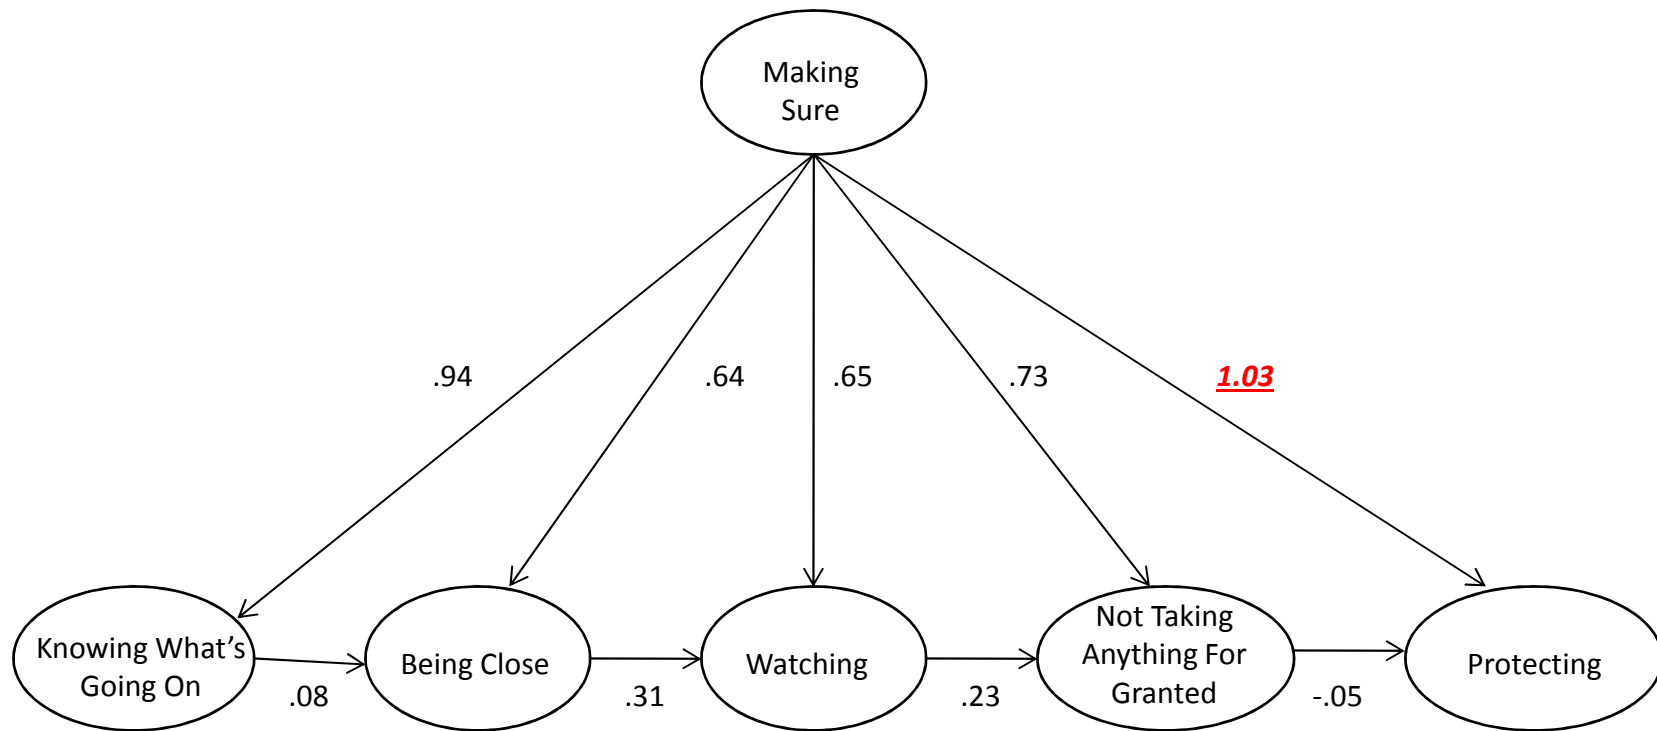 Making
Sure
.94
.64
.65
.73
1.03
Knowing What’s
Going On
Being Close
Watching
Not Taking
Anything For
Granted
Protecting
.08
.31
.23
-.05